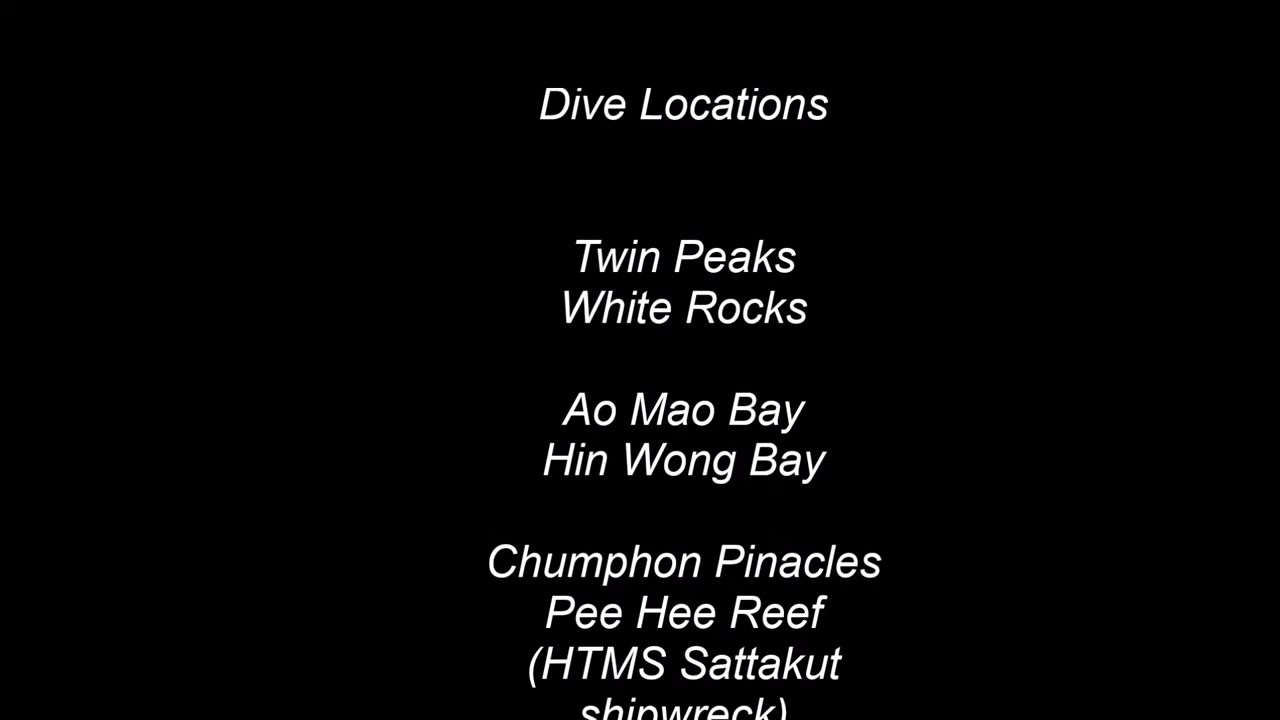 Dive Locations
Twin Peaks
White Rocks
Ao Mao Bay
Hin Wong Bay
Chumphon Pinacles
Pee Hee Reef
(HTMS Sattakut
shipwreck)